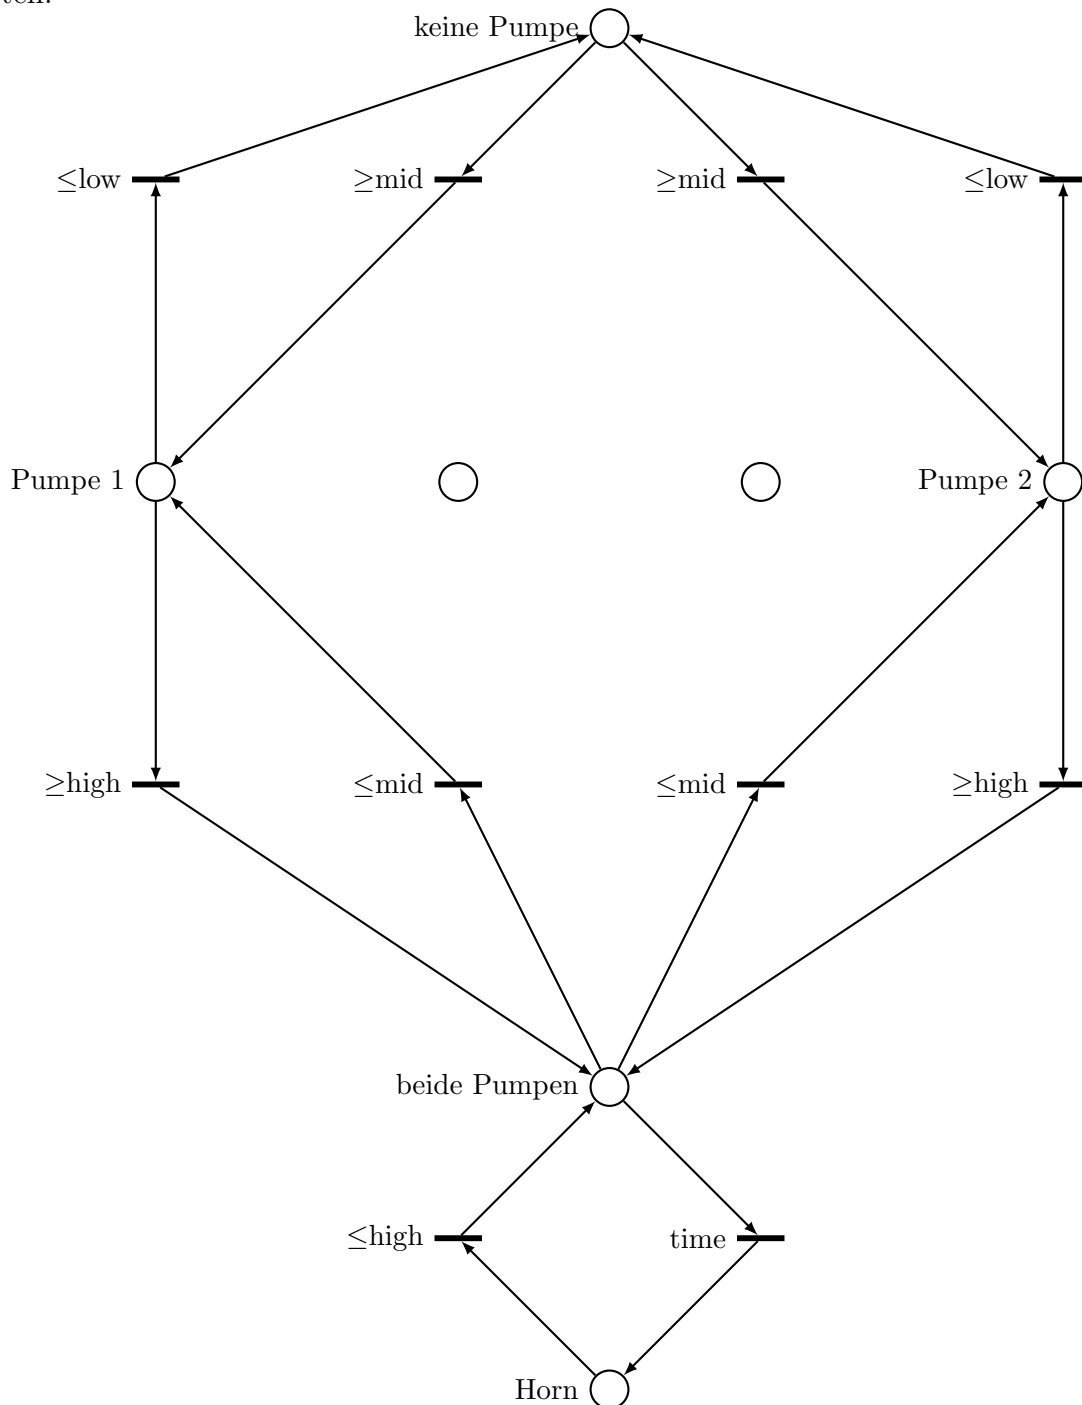 keine Pumpe
≤low ≥mid ≥mid ≤low
Pumpe 1 Pumpe 2
≥high ≤mid ≤mid ≥high
beide Pumpen
≤high time
Horn